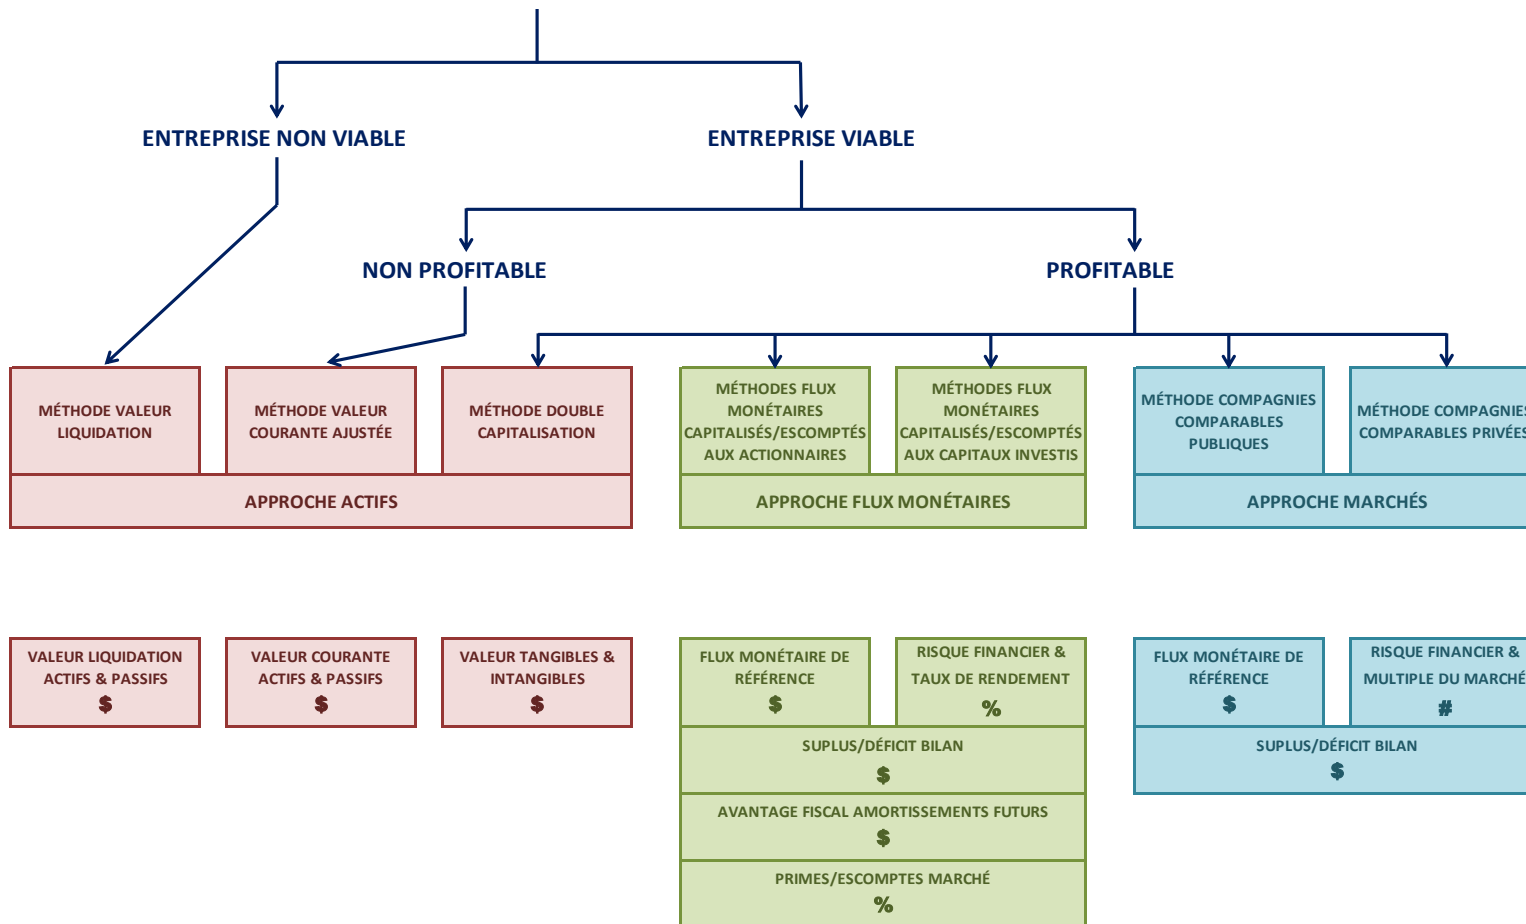 ENTREPRISE NON VIABLE
ENTREPRISE VIABLE
NON PROFITABLE
PROFITABLE
MÉTHODE VALEUR
LIQUIDATION
MÉTHODE VALEUR
COURANTE AJUSTÉE
MÉTHODE DOUBLE
CAPITALISATION
MÉTHODES FLUX
MONÉTAIRES
CAPITALISÉS/ESCOMPTÉS
AUX ACTIONNAIRES
MÉTHODES FLUX
MONÉTAIRES
CAPITALISÉS/ESCOMPTÉS
AUX CAPITAUX INVESTIS
MÉTHODE COMPAGNIES
COMPARABLES
PUBLIQUES
MÉTHODE COMPAGNIES
COMPARABLES PRIVÉES
APPROCHE ACTIFS
APPROCHE FLUX MONÉTAIRES
APPROCHE MARCHÉS
VALEUR LIQUIDATION
ACTIFS & PASSIFS
$
VALEUR COURANTE
ACTIFS & PASSIFS
$
VALEUR TANGIBLES &
INTANGIBLES
$
FLUX MONÉTAIRE DE
RÉFÉRENCE
$
RISQUE FINANCIER &
TAUX DE RENDEMENT
%
FLUX MONÉTAIRE DE
RÉFÉRENCE
$
RISQUE FINANCIER &
MULTIPLE DU MARCHÉ
#
SUPLUS/DÉFICIT BILAN
$
SUPLUS/DÉFICIT BILAN
$
AVANTAGE FISCAL AMORTISSEMENTS FUTURS
$
PRIMES/ESCOMPTES MARCHÉ
%